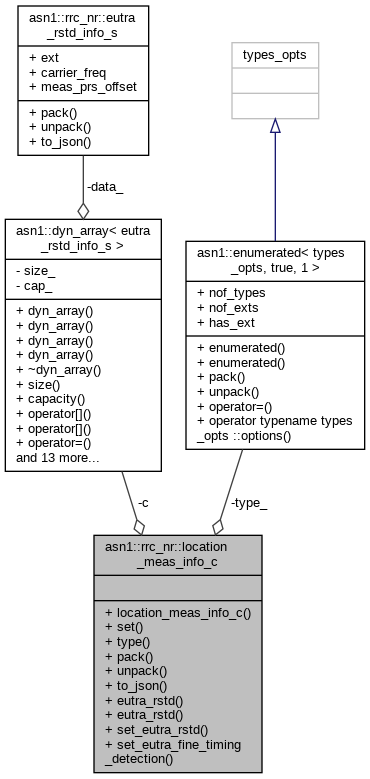 asn1::rrc_nr::eutra
_rstd_info_s
+ ext
+ carrier_freq
+ meas_prs_offset
+ pack()
+ unpack()
+ to_json()
types_opts
-data_
asn1::dyn_array< eutra
_rstd_info_s >
- size_
- cap_
+ dyn_array()
+ dyn_array()
+ dyn_array()
+ dyn_array()
+ ~dyn_array()
+ size()
+ capacity()
+ operator[]()
+ operator[]()
+ operator=()
and 13 more...
asn1::enumerated< types
_opts, true, 1 >
+ nof_types
+ nof_exts
+ has_ext
+ enumerated()
+ enumerated()
+ pack()
+ unpack()
+ operator=()
+ operator typename types
_opts ::options()
-c
-type_
asn1::rrc_nr::location
_meas_info_c
+ location_meas_info_c()
+ set()
+ type()
+ pack()
+ unpack()
+ to_json()
+ eutra_rstd()
+ eutra_rstd()
+ set_eutra_rstd()
+ set_eutra_fine_timing
_detection()